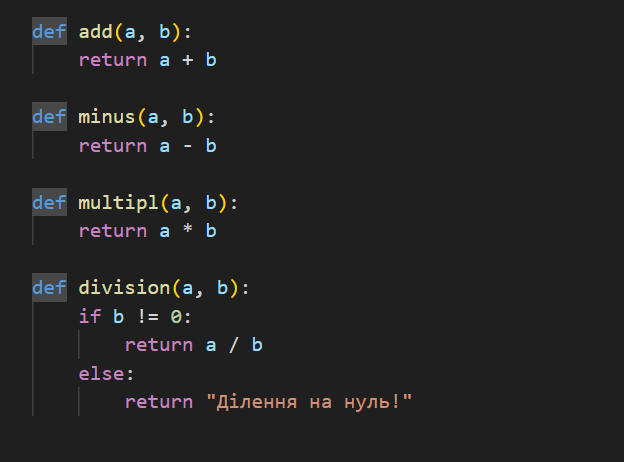 def add(a, b):
    return a + b
def minus(a, b):
    return a - b
def multipl(a, b):
    return a * b
def division(a, b):
    if b != 0:
        return a / b
    else:
        return "Ділення на нуль!"